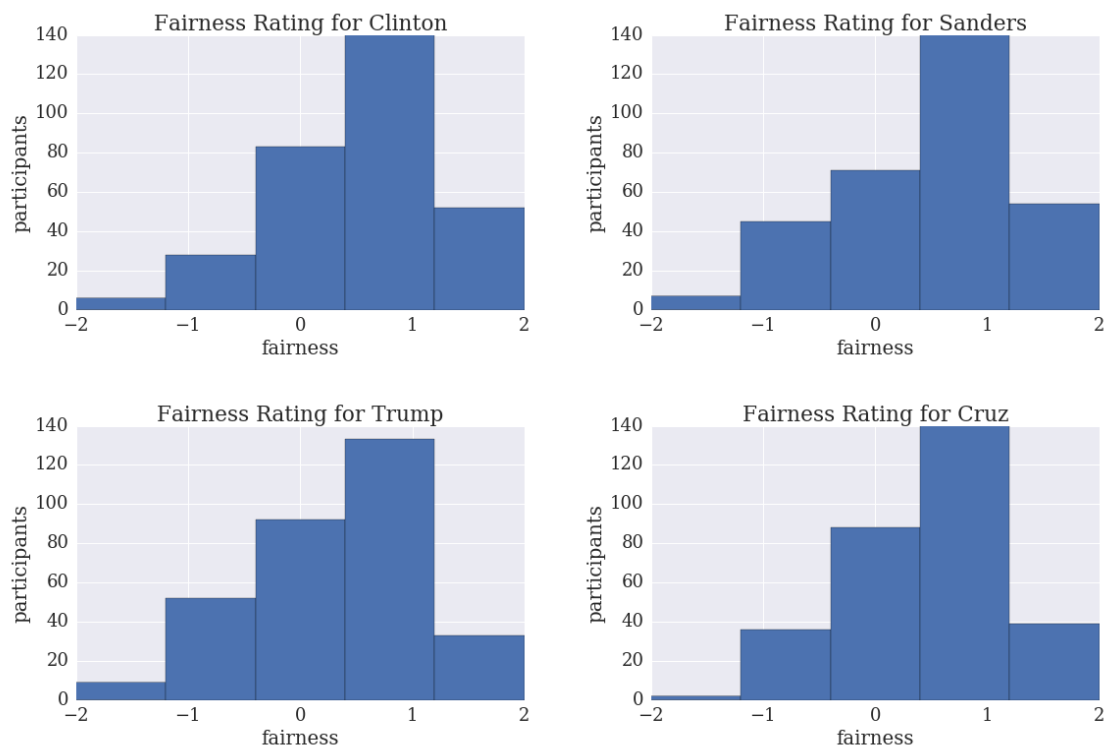 Fairness Rating for Clinton
140
120
100
80
60
40
20
0
participants
−2 −1 0 1 2
fairness
Fairness Rating for Sanders
140
120
100
80
60
40
20
0
participants
−2 −1 0 1 2
fairness
Fairness Rating for Trump
140
120
100
80
60
40
20
0
participants
−2 −1 0 1 2
fairness
Fairness Rating for Cruz
140
120
100
80
60
40
20
0
participants
−2 −1 0 1 2
fairness